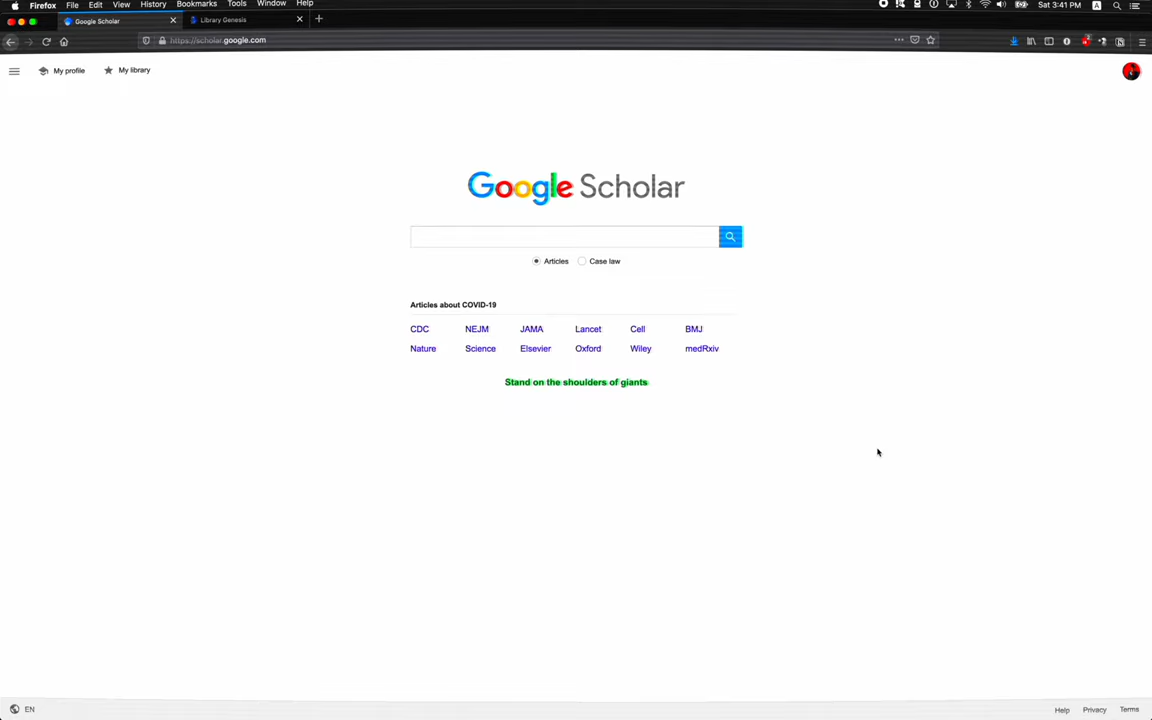 Firefox File Edit View History Bookmarks Tools Window Help Sat 3:41 PM A
Google Scholar Library Genesis
https://scholar.google.com
My profile My library
Google Scholar
Articles Case law
Articles about COVID-19
CDC NEJM JAMA Lancet Cell BMJ
Nature Science Elsevier Oxford Wiley medRxiv
Stand on the shoulders of giants
EN Help Privacy Terms